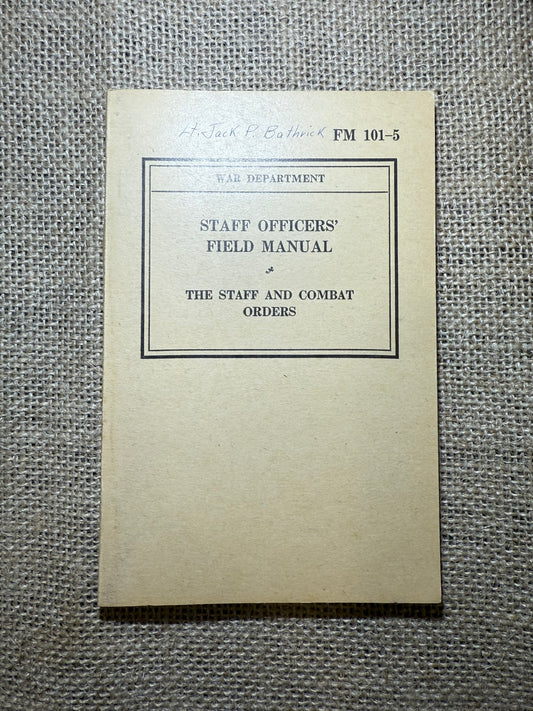 Lt. Jack P. Bathrick FM 101-5
WAR DEPARTMENT
STAFF OFFICERS'
FIELD MANUAL
THE STAFF AND COMBAT
ORDERS